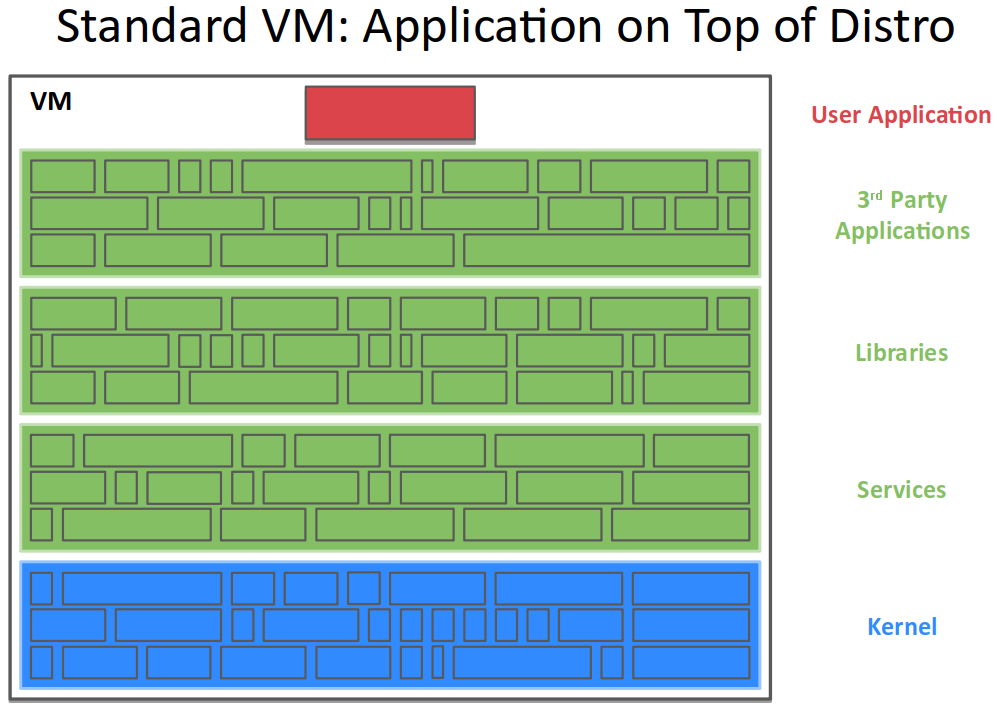 Standard VM: Application on Top of Distro
VM
User Application
3rd Party
Applications
Libraries
Services
Kernel